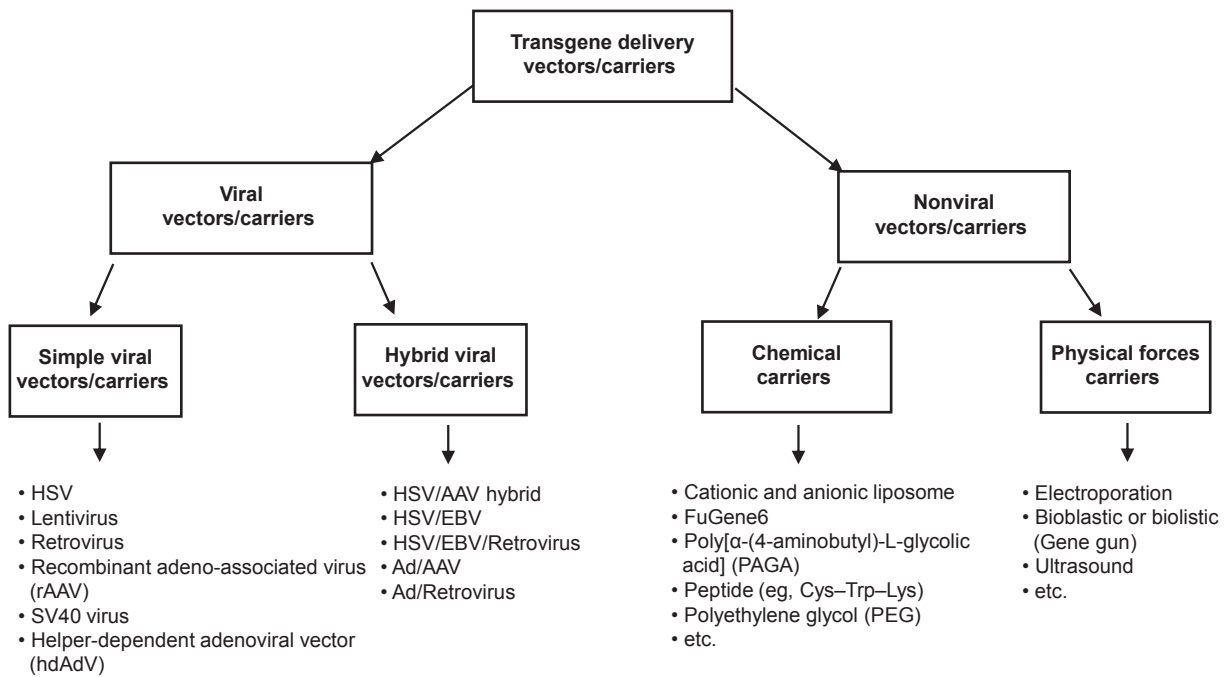 Transgene delivery
vectors/carriers
Viral
vectors/carriers
Nonviral
vectors/carriers
Simple viral
vectors/carriers
Hybrid viral
vectors/carriers
Chemical
carriers
Physical forces
carriers
• HSV
• Lentivirus
• Retrovirus
• Recombinant adeno-associated virus
(rAAV)
• SV40 virus
• Helper-dependent adenoviral vector
(hdAdV)
• HSV/AAV hybrid
• HSV/EBV
• HSV/EBV/Retrovirus
• Ad/AAV
• Ad/Retrovirus
• Cationic and anionic liposome
• FuGene6
• Poly[α-(4-aminobutyl)-L-glycolic
acid] (PAGA)
• Peptide (eg, Cys–Trp–Lys)
• Polyethylene glycol (PEG)
• etc.
• Electroporation
• Bioblastic or biolistic
(Gene gun)
• Ultrasound
• etc.